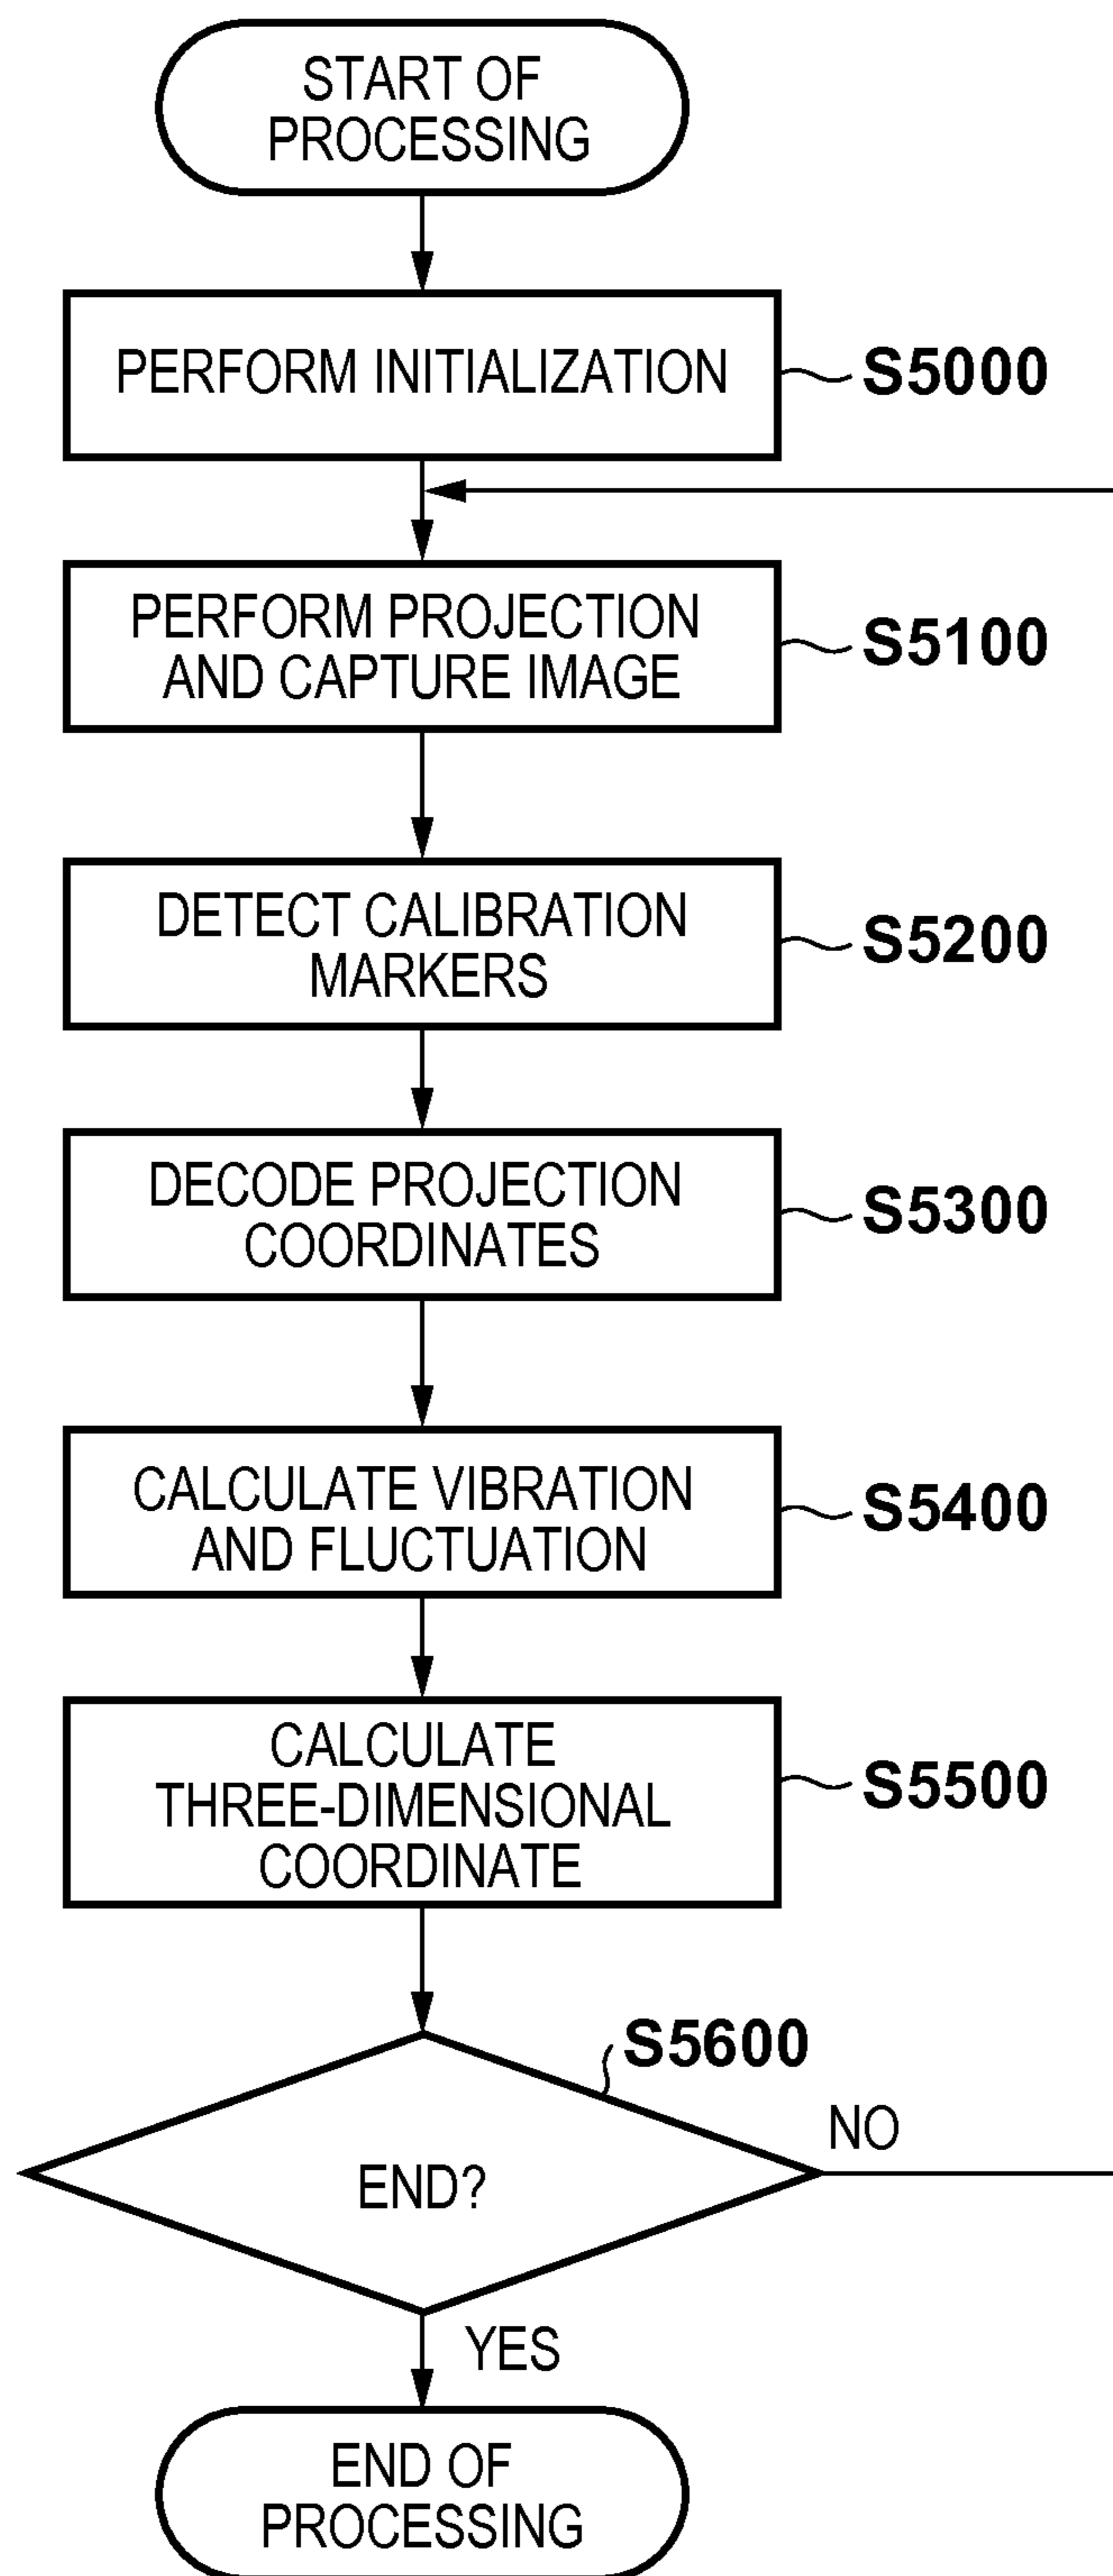 START OF
PROCESSING
PERFORM INITIALIZATION
S5000
PERFORM PROJECTION
AND CAPTURE IMAGE
S5100
DETECT CALIBRATION
MARKERS
S5200
DECODE PROJECTION
COORDINATES
S5300
CALCULATE VIBRATION
AND FLUCTUATION
S5400
CALCULATE
THREE-DIMENSIONAL
COORDINATE
S5500
S5600
END?
NO
YES
END OF
PROCESSING